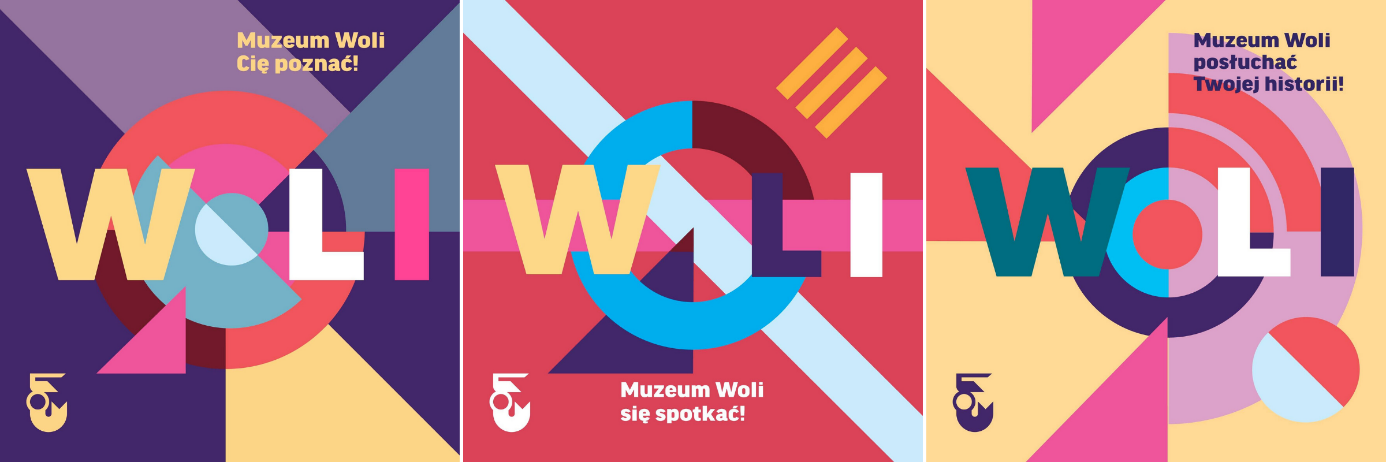 Muzeum Woli
Cię poznać!
WOLI
Muzeum Woli
się spotkać!
WOLI
Muzeum Woli
posłuchać
Twojej historii!
WOLI